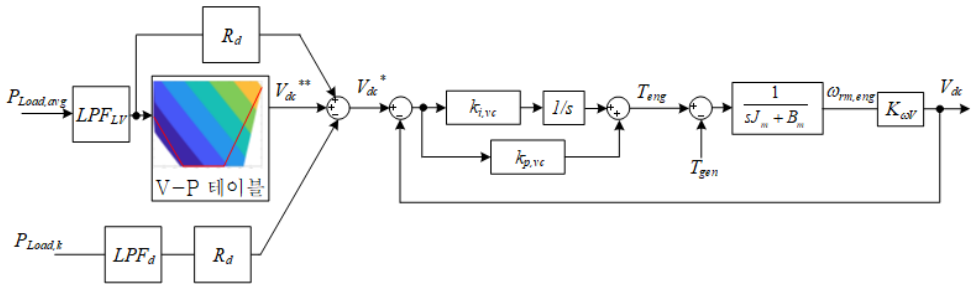 R_d
V_dc** V_dc* T_eng ω_rm,eng V_dc
P_Load,avg LPF_LV k_i,vc 1/s 1 K_ωV
sJ_m + B_m
k_p,vc
T_gen
V-P 테이블
P_Load,k LPF_d R_d